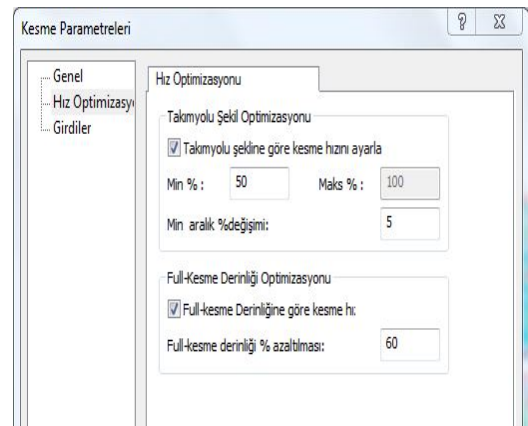 Kesme Parametreleri
Genel
Hız Optimizasy
Girdiler
Hız Optimizasyonu
Takımyolu Şekil Optimizasyonu
Takımyolu şekline göre kesme hızını ayarla
Min % : 50 Maks % : 100
Min aralık %değişimi: 5
Full-Kesme Derinliği Optimizasyonu
Full-kesme Derinliğine göre kesme hı
Full-kesme derinliği % azaltılması: 60